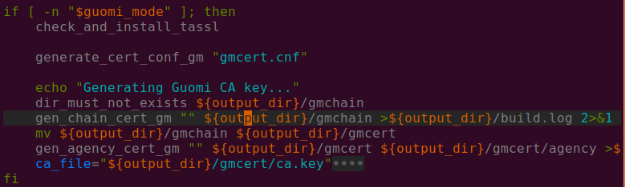 if [ -n "$guomi_mode" ]; then
    check_and_install_tassl

    generate_cert_conf_gm "gmcert.cnf"

    echo "Generating Guomi CA key..."
    dir_must_not_exists ${output_dir}/gmchain
    gen_chain_cert_gm "" ${output_dir}/gmchain >${output_dir}/build.log 2>&1
    mv ${output_dir}/gmchain ${output_dir}/gmcert
    gen_agency_cert_gm "" ${output_dir}/gmcert ${output_dir}/gmcert/agency >$
    ca_file="${output_dir}/gmcert/ca.key"••••
fi